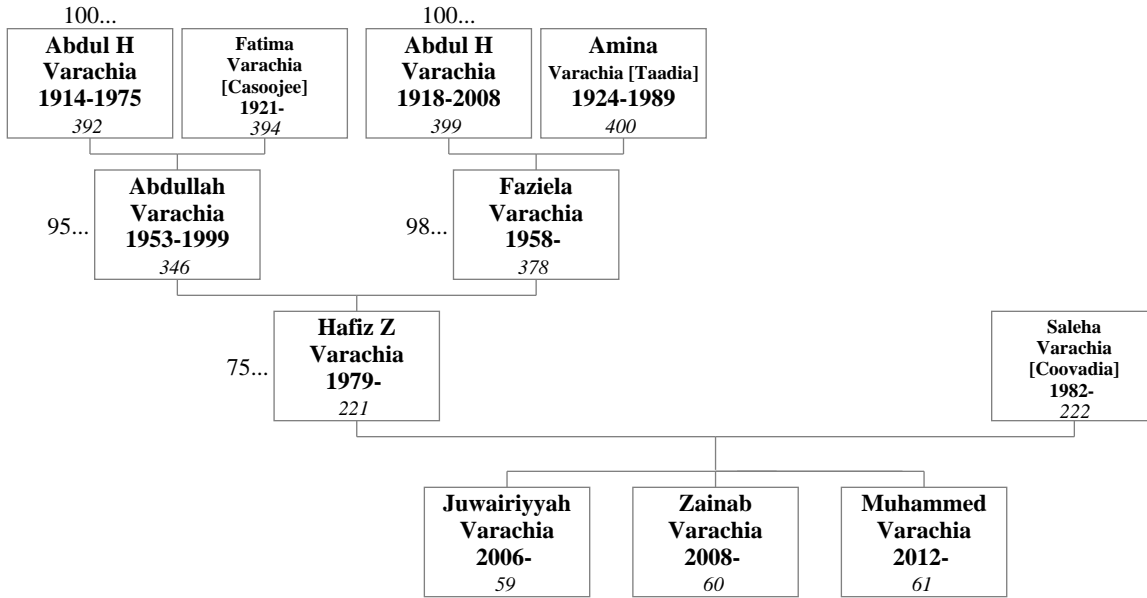 100...
100...
Abdul H
Varachia
1914-1975
392
Fatima
Varachia
[Casoojee]
1921-
394
Abdul H
Varachia
1918-2008
399
Amina
Varachia [Taadia]
1924-1989
400
95...
Abdullah
Varachia
1953-1999
346
98...
Faziela
Varachia
1958-
378
75...
Hafiz Z
Varachia
1979-
221
Saleha
Varachia
[Coovadia]
1982-
222
Juwairiyyah
Varachia
2006-
59
Zainab
Varachia
2008-
60
Muhammed
Varachia
2012-
61